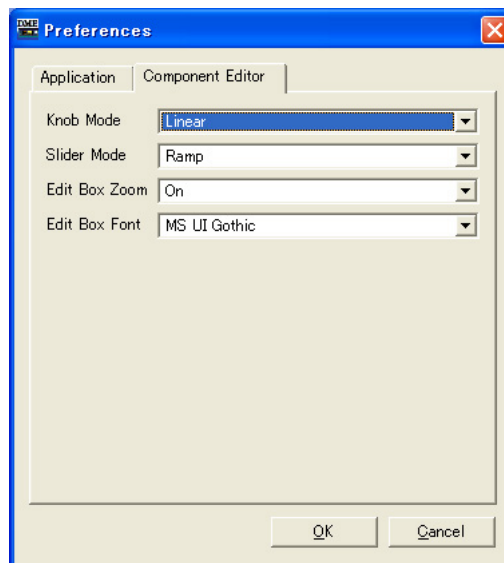 DME Preferences
Application Component Editor
Knob Mode Linear
Slider Mode Ramp
Edit Box Zoom On
Edit Box Font MS UI Gothic
OK Cancel